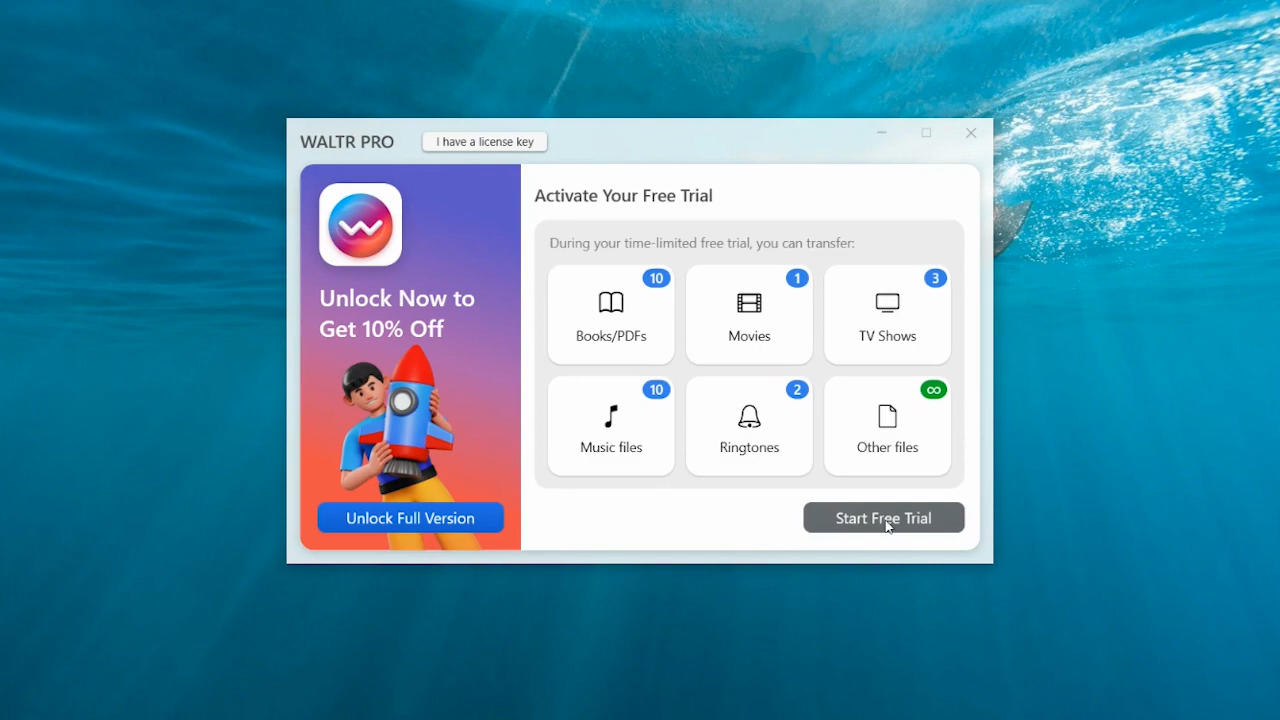 WALTR PRO
I have a license key
Unlock Now to
Get 10% Off
Unlock Full Version
Activate Your Free Trial
During your time-limited free trial, you can transfer:
10
Books/PDFs
1
Movies
3
TV Shows
10
Music files
2
Ringtones
∞
Other files
Start Free Trial